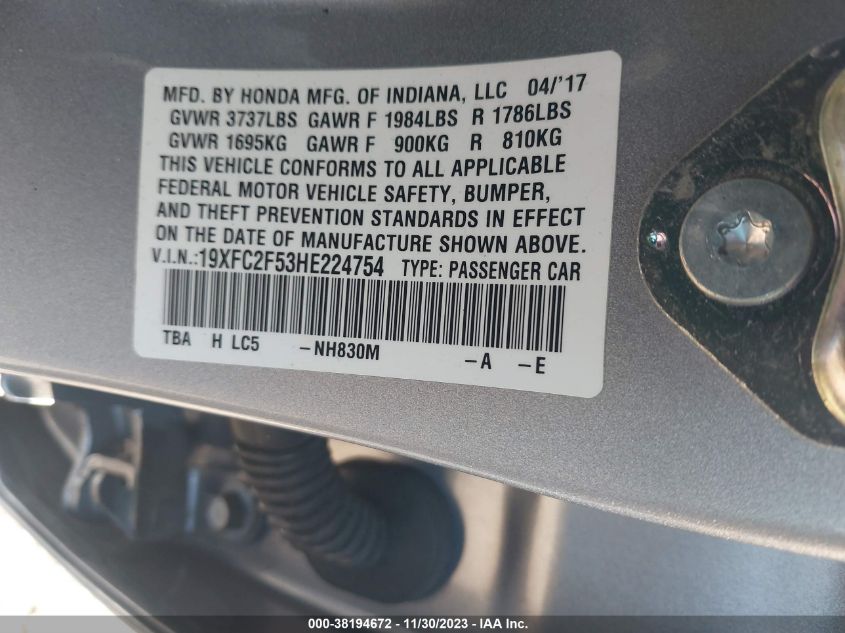 MFD. BY HONDA MFG. OF INDIANA, LLC 04/'17
GVWR 3737LBS GAWR F 1984LBS R 1786LBS
GVWR 1695KG GAWR F 900KG R 810KG
THIS VEHICLE CONFORMS TO ALL APPLICABLE
FEDERAL MOTOR VEHICLE SAFETY, BUMPER,
AND THEFT PREVENTION STANDARDS IN EFFECT
ON THE DATE OF MANUFACTURE SHOWN ABOVE.
V.I.N.:19XFC2F53HE224754 TYPE: PASSENGER CAR
TBA H LC5 -NH830M -A -E
000-38194672 - 11/30/2023 - IAA Inc.